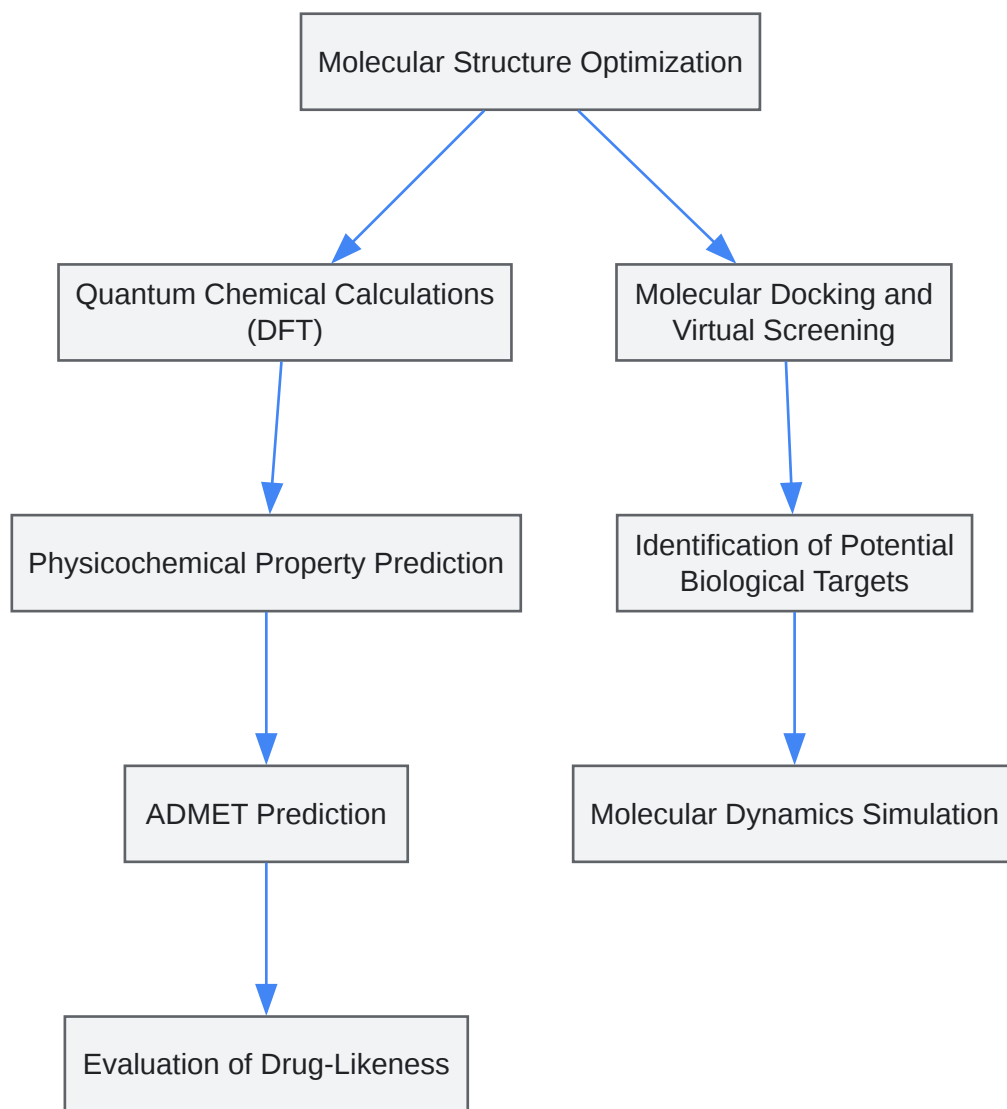 Molecular Structure Optimization
Quantum Chemical Calculations
(DFT)
Molecular Docking and
Virtual Screening
Physicochemical Property Prediction
Identification of Potential
Biological Targets
ADMET Prediction
Molecular Dynamics Simulation
Evaluation of Drug-Likeness